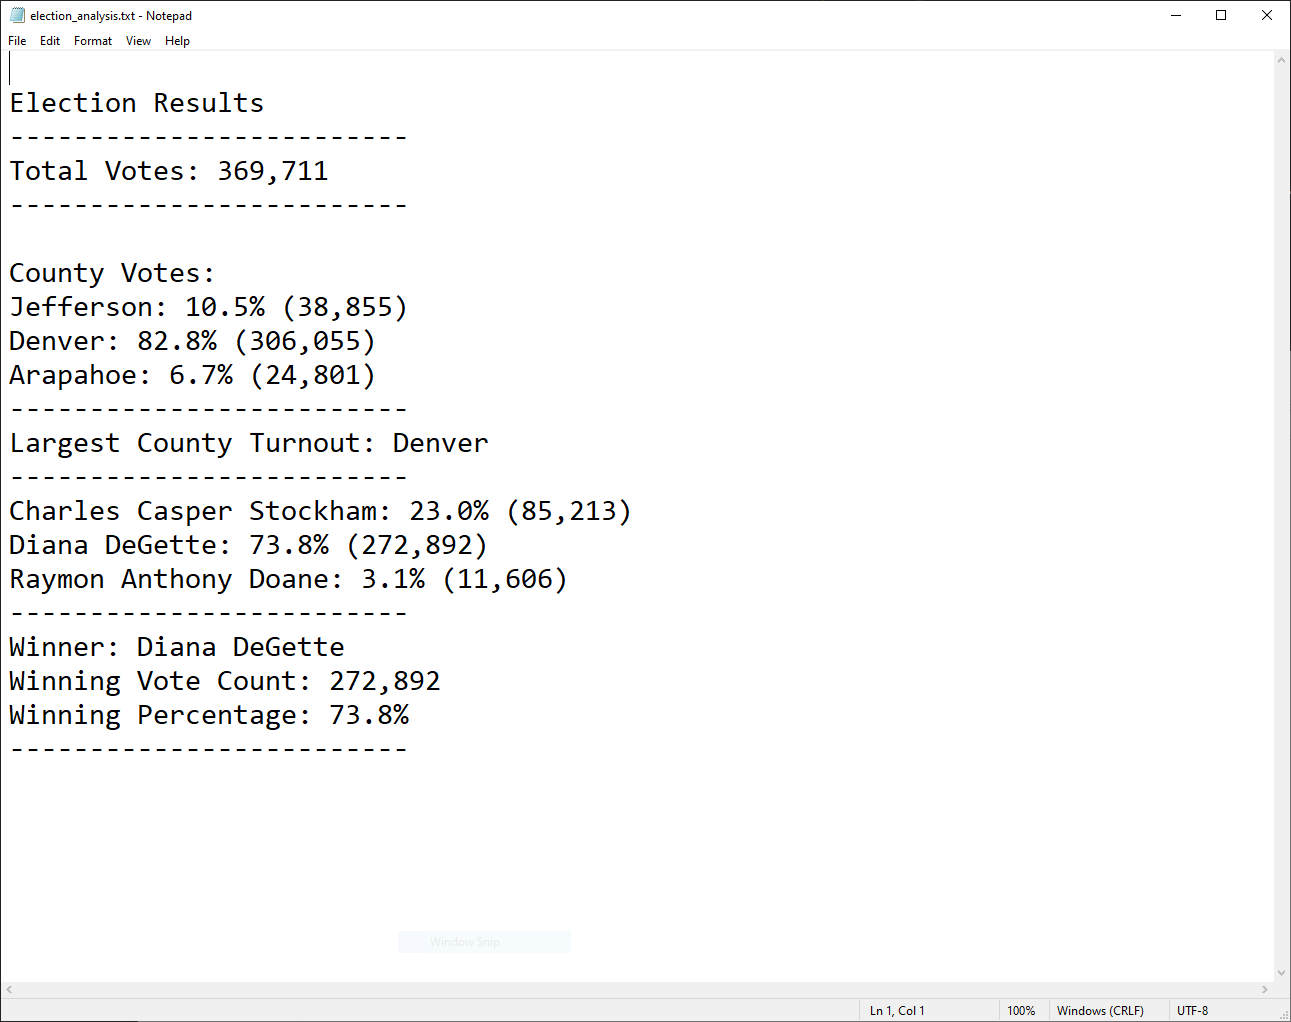 election_analysis.txt - Notepad
File Edit Format View Help
Election Results
-------------------------
Total Votes: 369,711
-------------------------
County Votes:
Jefferson: 10.5% (38,855)
Denver: 82.8% (306,055)
Arapahoe: 6.7% (24,801)
-------------------------
Largest County Turnout: Denver
-------------------------
Charles Casper Stockham: 23.0% (85,213)
Diana DeGette: 73.8% (272,892)
Raymon Anthony Doane: 3.1% (11,606)
-------------------------
Winner: Diana DeGette
Winning Vote Count: 272,892
Winning Percentage: 73.8%
-------------------------
Window Snip
Ln 1, Col 1 100% Windows (CRLF) UTF-8